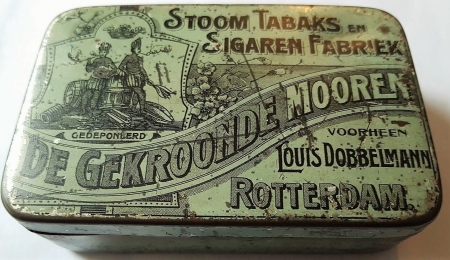 STOOM TABAKS EN
SIGAREN FABRIEK
GEDEPONEERD
DE GEKROONDE MOOREN
VOORHEEN
LOUIS DOBBELMANN
ROTTERDAM.